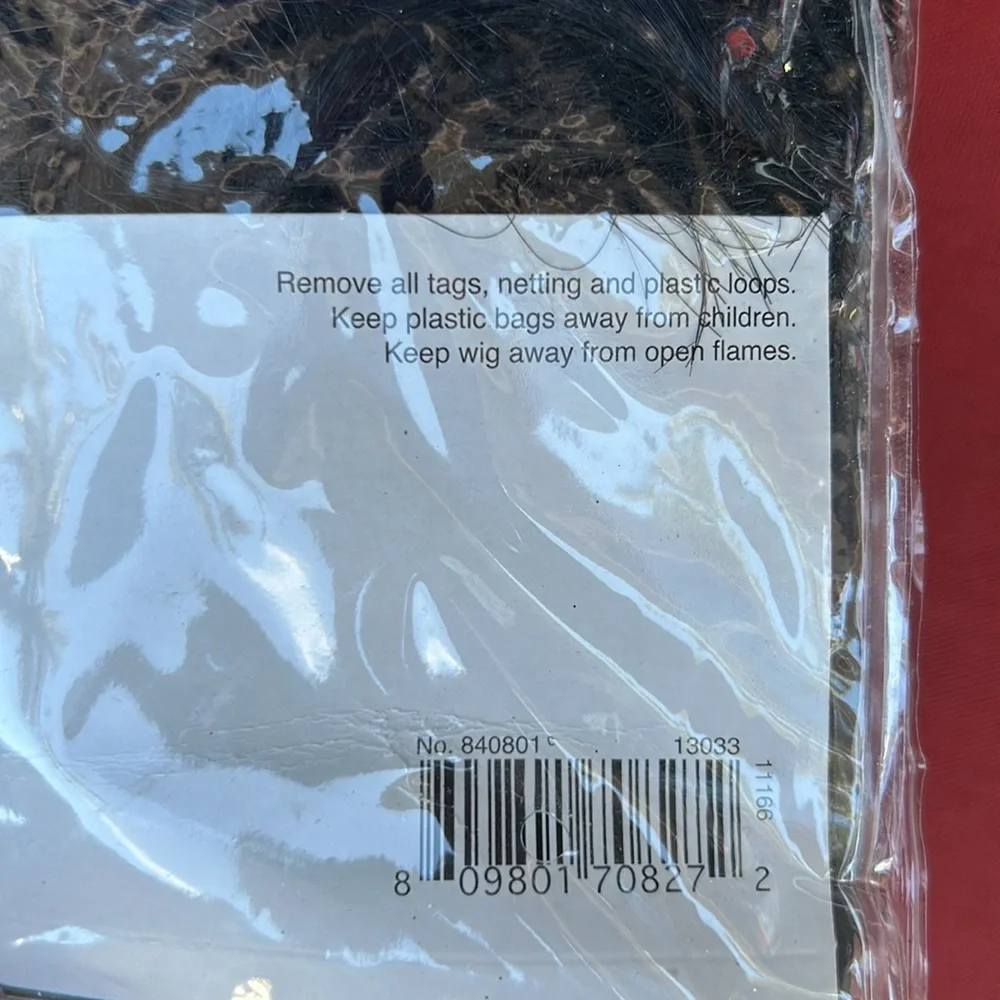 Remove all tags, netting and plastic loops.
Keep plastic bags away from children.
Keep wig away from open flames.
No. 840801 c 13033
11166
8 09801 70827 2